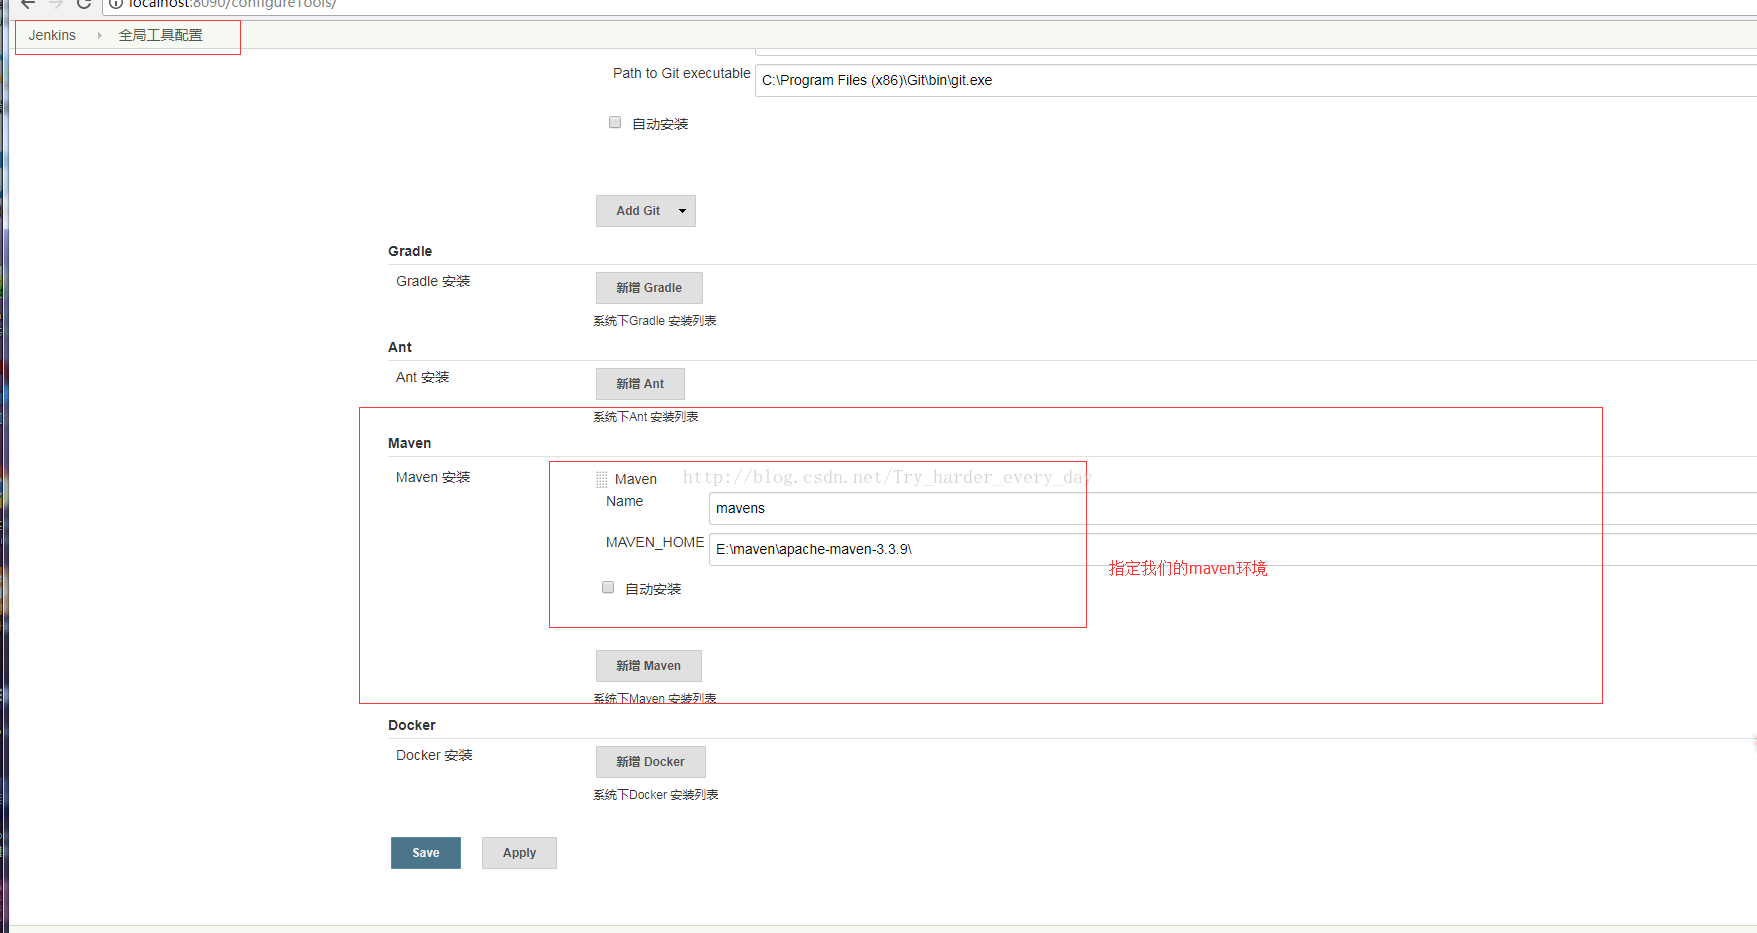 localhost:8090/configureTools/
Jenkins 全局工具配置
Path to Git executable C:\Program Files (x86)\Git\bin\git.exe
自动安装
Add Git
Gradle
Gradle 安装 新增 Gradle
系统下Gradle 安装列表
Ant
Ant 安装 新增 Ant
系统下Ant 安装列表
Maven
Maven 安装 Maven http://blog.csdn.net/Try_harder_every_day
Name mavens
MAVEN_HOME E:\maven\apache-maven-3.3.9\
指定我们的maven环境
自动安装
新增 Maven
系统下Maven 安装列表
Docker
Docker 安装 新增 Docker
系统下Docker 安装列表
Save Apply